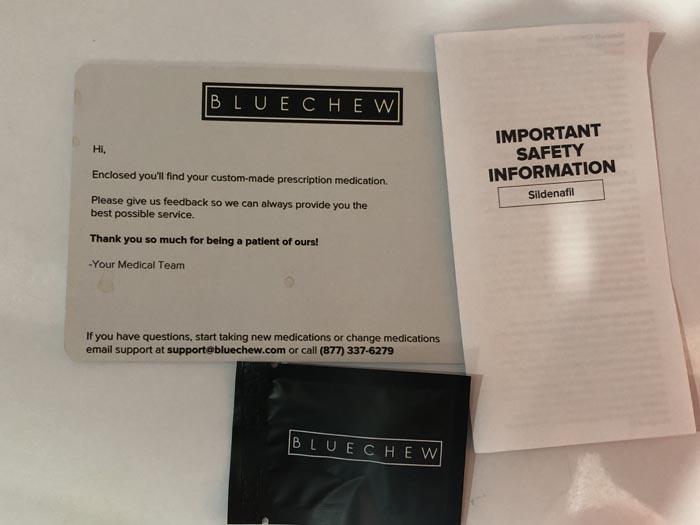 BLUECHEW
Hi,
Enclosed you'll find your custom-made prescription medication.
Please give us feedback so we can always provide you the
best possible service.
Thank you so much for being a patient of ours!
-Your Medical Team
If you have questions, start taking new medications or change medications
email support at support@bluechew.com or call (877) 337-6279
IMPORTANT
SAFETY
INFORMATION
Sildenafil
BLUECHEW